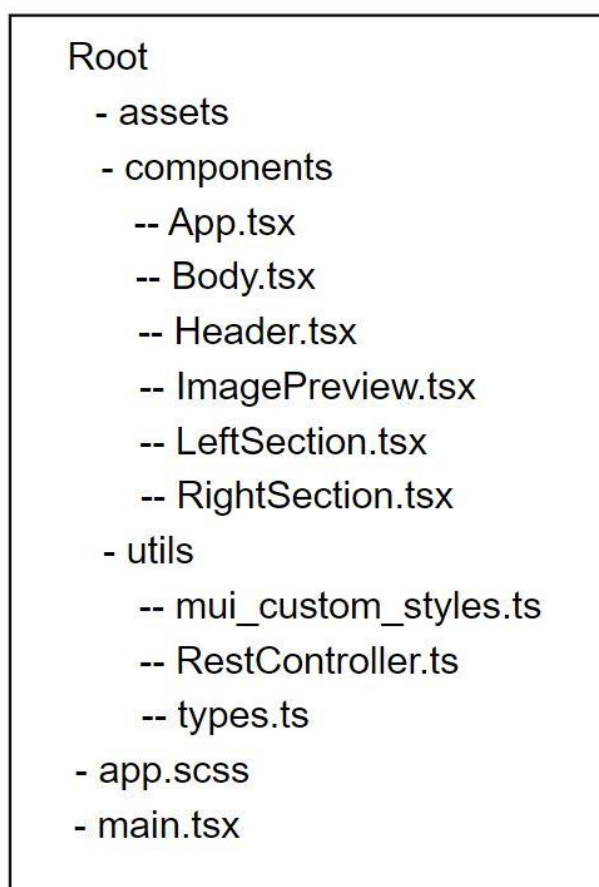 Root
- assets
- components
-- App.tsx
-- Body.tsx
-- Header.tsx
-- ImagePreview.tsx
-- LeftSection.tsx
-- RightSection.tsx
- utils
-- mui_custom_styles.ts
-- RestController.ts
-- types.ts
- app.scss
- main.tsx